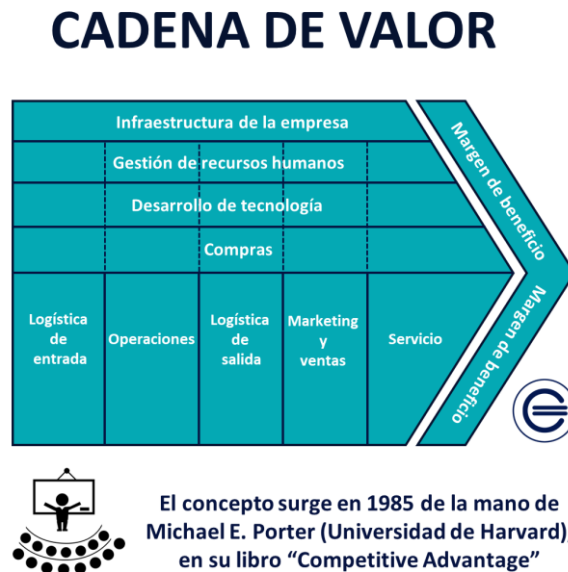 CADENA DE VALOR
Infraestructura de la empresa
Gestión de recursos humanos
Desarrollo de tecnología
Compras
Logística
de
entrada
Operaciones
Logística
de
salida
Marketing
y
ventas
Servicio
Margen de beneficio
Margen de beneficio
El concepto surge en 1985 de la mano de
Michael E. Porter (Universidad de Harvard),
en su libro “Competitive Advantage”